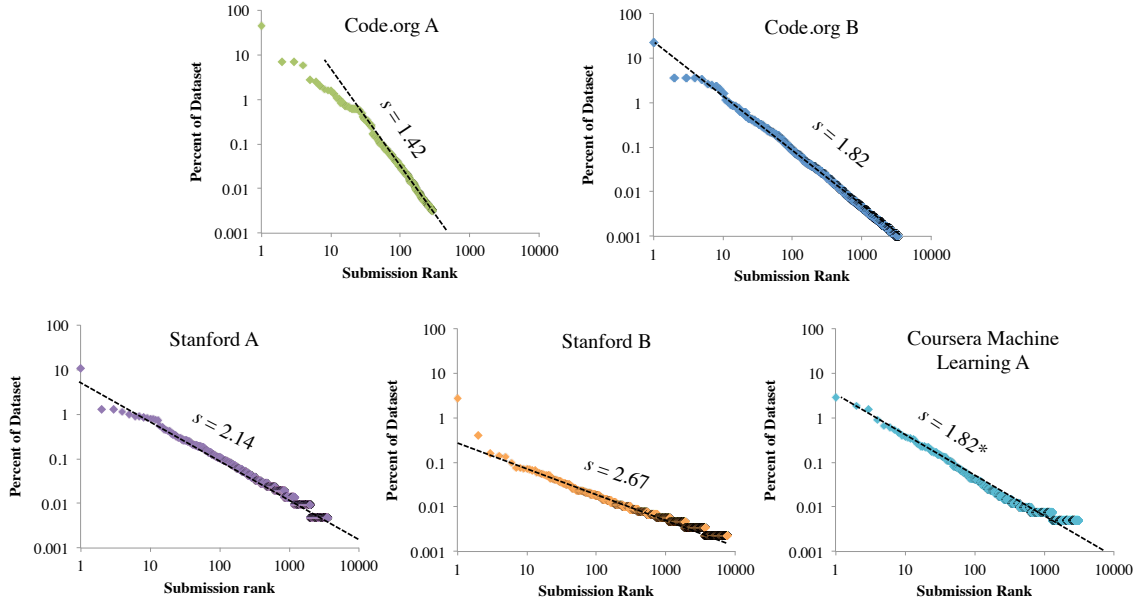 Code.org A
Percent of Dataset
100
10
1
0.1
0.01
0.001
s = 1.42
1 10 100 1000 10000
Submission Rank
Code.org B
Percent of Dataset
100
10
1
0.1
0.01
0.001
s = 1.82
1 10 100 1000 10000
Submission Rank
Stanford A
Percent of Dataset
100
10
1
0.1
0.01
0.001
s = 2.14
1 10 100 1000 10000
Submission rank
Stanford B
Percent of Dataset
100
10
1
0.1
0.01
0.001
s = 2.67
1 10 100 1000 10000
Submission Rank
Coursera Machine
Learning A
Percent of Dataset
100
10
1
0.1
0.01
0.001
s = 1.82*
1 10 100 1000 10000
Submission Rank